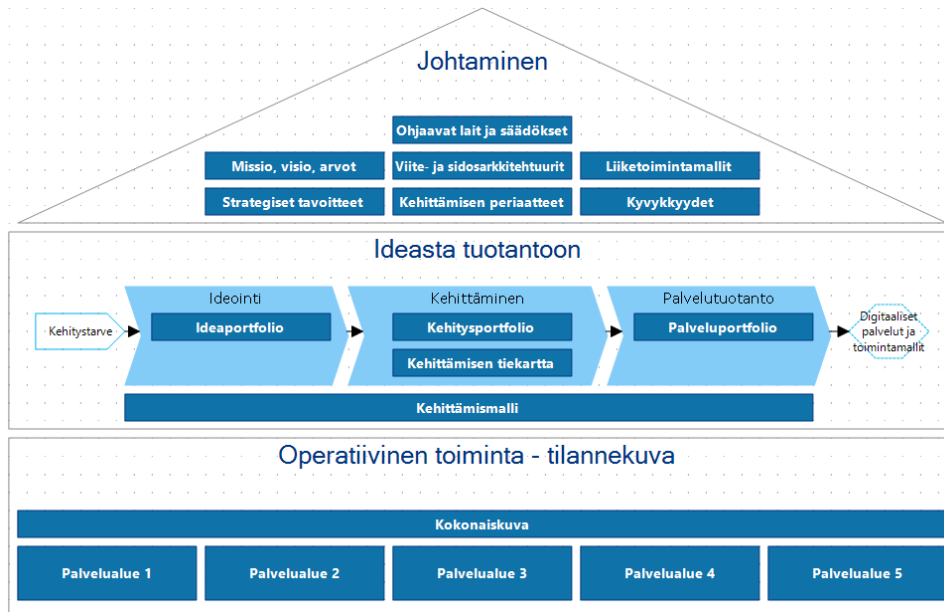 Johtaminen
Ohjaavat lait ja säädökset
Missio, visio, arvot
Viite- ja sidosarkkitehtuurit
Liiketoimintamallit
Strategiset tavoitteet
Kehittämisen periaatteet
Kyvykkyydet
Ideasta tuotantoon
Ideointi
Kehittäminen
Palvelutuotanto
Kehitystarve
Ideaportfolio
Kehitysportfolio
Palveluportfolio
Digitaaliset
palvelut ja
toimintamallit
Kehittämisen tiekartta
Kehittämismalli
Operatiivinen toiminta - tilannekuva
Kokonaiskuva
Palvelualue 1
Palvelualue 2
Palvelualue 3
Palvelualue 4
Palvelualue 5